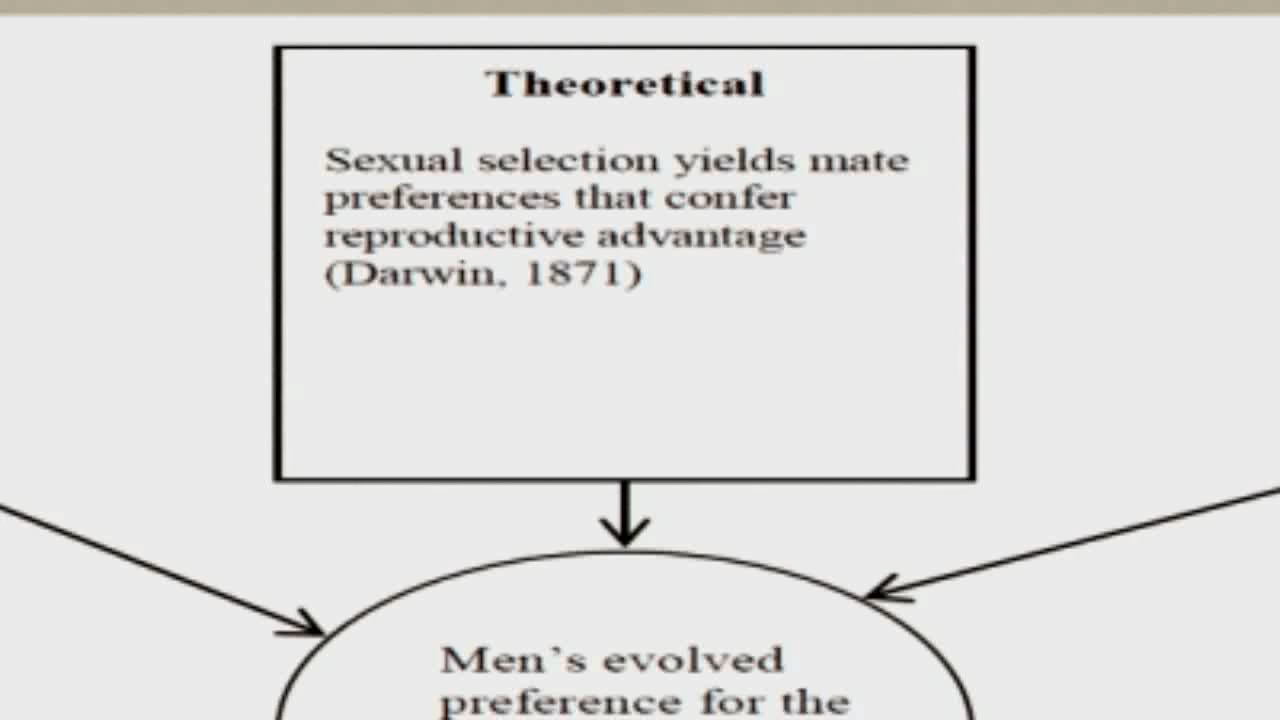 Theoretical
Sexual selection yields mate
preferences that confer
reproductive advantage
(Darwin, 1871)
Men's evolved
preference for the